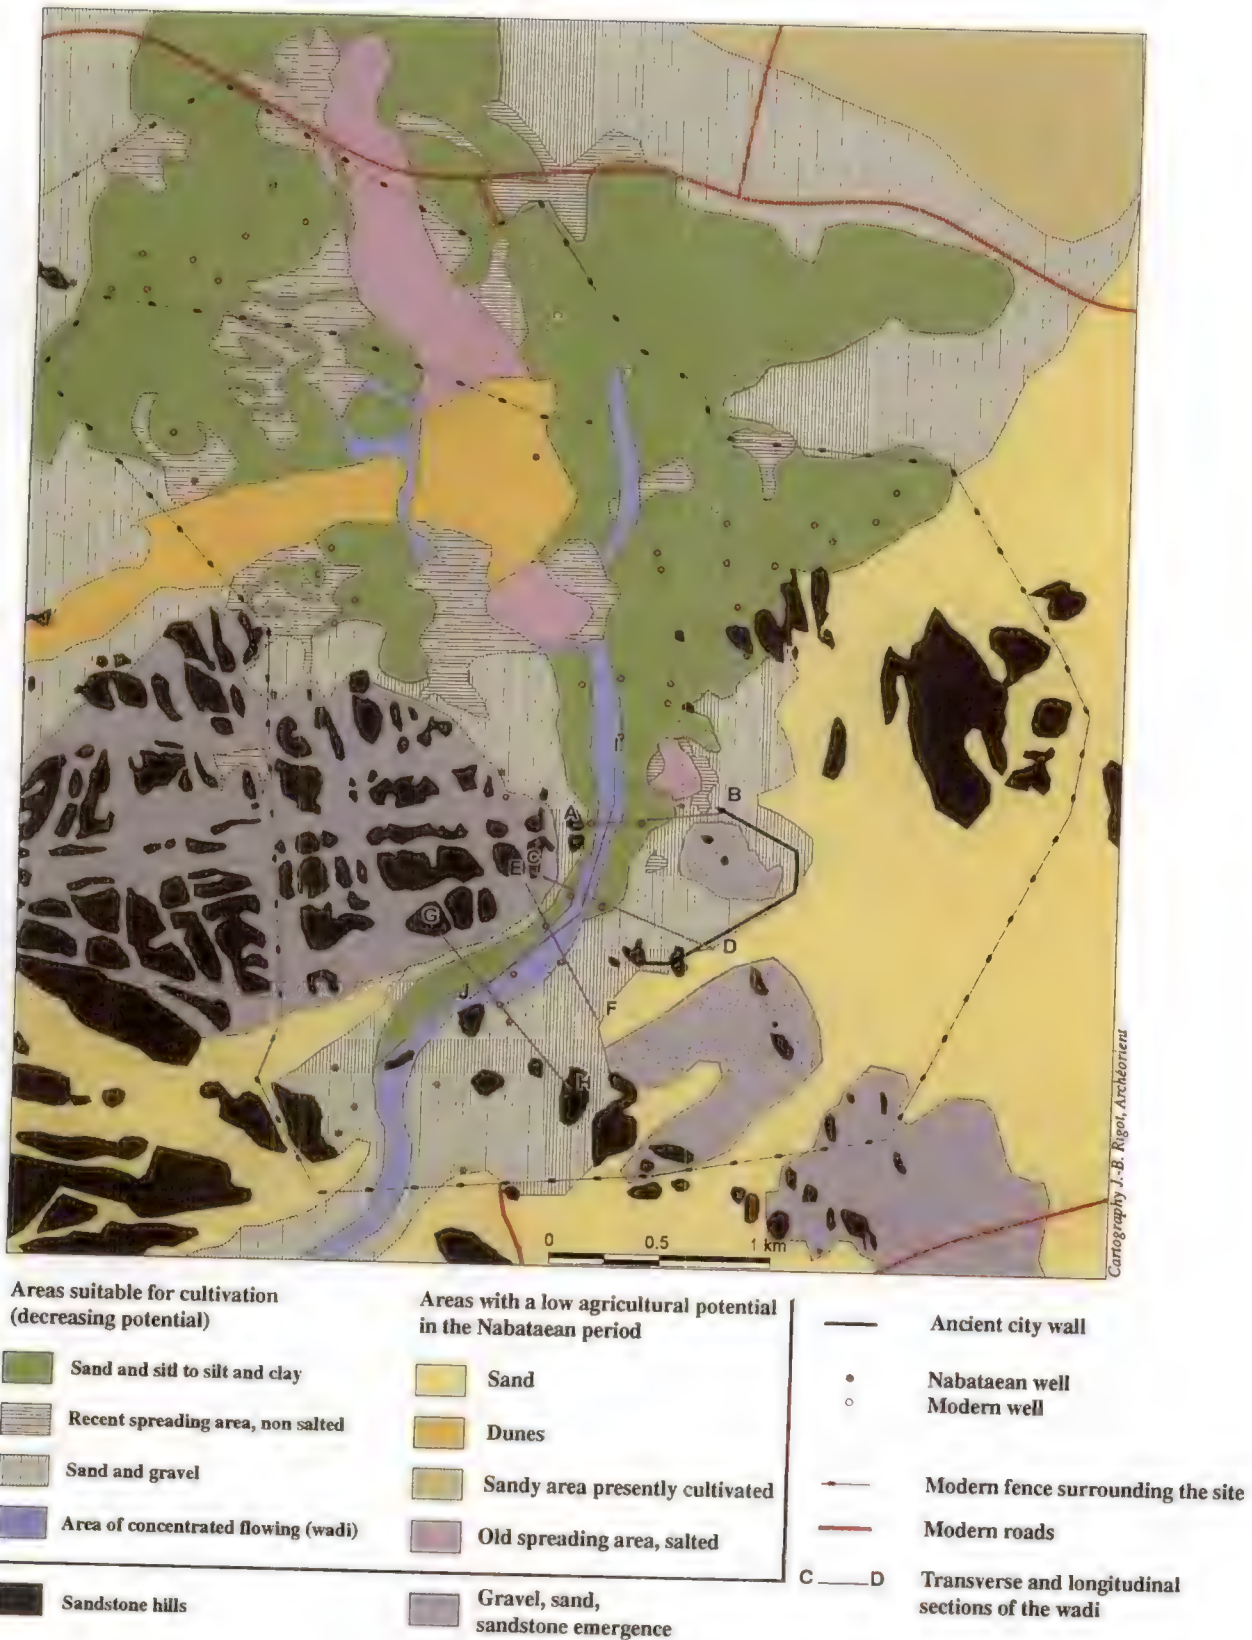 B
A
C
E
G
D
J
F
H
I
0 0.5 1 km
Cartography J.-B. Rigot, Archéorient
Areas suitable for cultivation
(decreasing potential)
Sand and sitl to silt and clay
Recent spreading area, non salted
Sand and gravel
Area of concentrated flowing (wadi)
Sandstone hills
Areas with a low agricultural potential
in the Nabataean period
Sand
Dunes
Sandy area presently cultivated
Old spreading area, salted
Gravel, sand,
sandstone emergence
Ancient city wall
Nabataean well
Modern well
Modern fence surrounding the site
Modern roads
C D Transverse and longitudinal
sections of the wadi